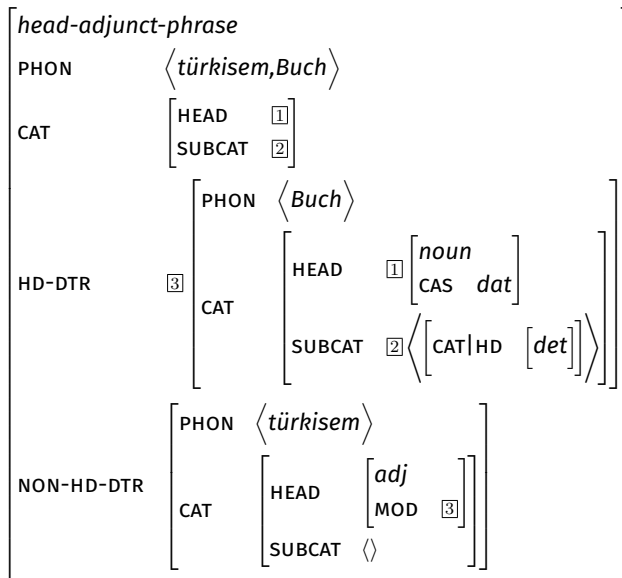 head-adjunct-phrase
PHON ⟨türkisem,Buch⟩
CAT [HEAD 1
SUBCAT 2]
HD-DTR 3 [PHON ⟨Buch⟩
CAT [HEAD 1 [noun
CAS dat]
SUBCAT 2 ⟨[CAT|HD [det]]⟩]]
NON-HD-DTR [PHON ⟨türkisem⟩
CAT [HEAD [adj
MOD 3]
SUBCAT ⟨⟩]]